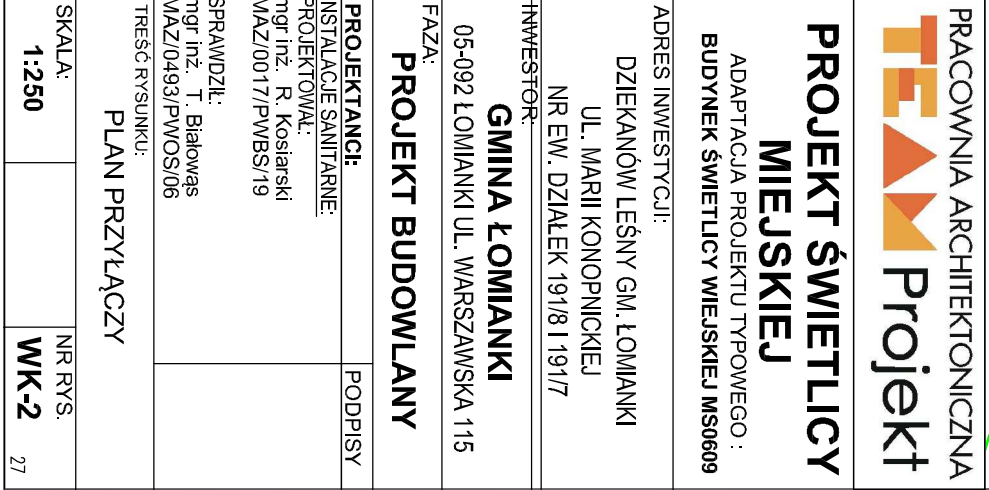 PRACOWNIA ARCHITEKTONICZNA
TEAM Projekt
PROJEKT ŚWIETLICY
MIEJSKIEJ
ADAPTACJA PROJEKTU TYPOWEGO :
BUDYNEK ŚWIETLICY WIEJSKIEJ MS0609
ADRES INWESTYCJI:
DZIEKANÓW LEŚNY GM. ŁOMIANKI
UL. MARII KONOPNICKIEJ
NR EW. DZIAŁEK 191/8 I 191/7
INWESTOR:
GMINA ŁOMIANKI
05-092 ŁOMIANKI UL. WARSZAWSKA 115
FAZA:
PROJEKT BUDOWLANY
PROJEKTANCI:
PODPISY
INSTALACJE SANITARNE:
PROJEKTOWAŁ:
mgr inż. R. Kosiarski
MAZ/0017/PWBS/19
SPRAWDZIŁ:
mgr inż. T. Białowąs
MAZ/0493/PWOS/06
TREŚĆ RYSUNKU:
PLAN PRZYŁĄCZY
SKALA:
1:250
NR RYS.
WK-2
27